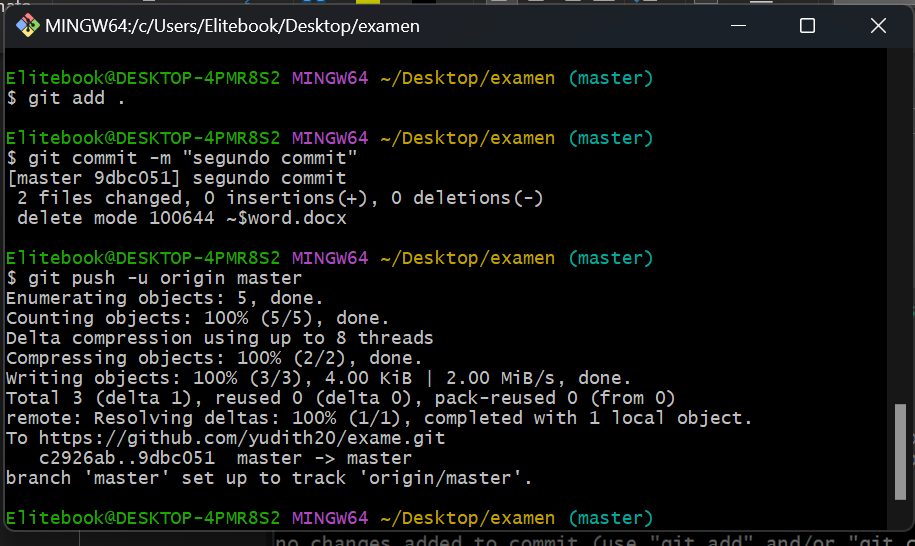 MINGW64:/c/Users/Elitebook/Desktop/examen
Elitebook@DESKTOP-4PMR8S2 MINGW64 ~/Desktop/examen (master)
$ git add .
Elitebook@DESKTOP-4PMR8S2 MINGW64 ~/Desktop/examen (master)
$ git commit -m "segundo commit"
[master 9dbc051] segundo commit
 2 files changed, 0 insertions(+), 0 deletions(-)
 delete mode 100644 ~$word.docx
Elitebook@DESKTOP-4PMR8S2 MINGW64 ~/Desktop/examen (master)
$ git push -u origin master
Enumerating objects: 5, done.
Counting objects: 100% (5/5), done.
Delta compression using up to 8 threads
Compressing objects: 100% (2/2), done.
Writing objects: 100% (3/3), 4.00 KiB | 2.00 MiB/s, done.
Total 3 (delta 1), reused 0 (delta 0), pack-reused 0 (from 0)
remote: Resolving deltas: 100% (1/1), completed with 1 local object.
To https://github.com/yudith20/exame.git
   c2926ab..9dbc051  master -> master
branch 'master' set up to track 'origin/master'.
Elitebook@DESKTOP-4PMR8S2 MINGW64 ~/Desktop/examen (master)
no changes added to commit (use "git add" and/or "git c